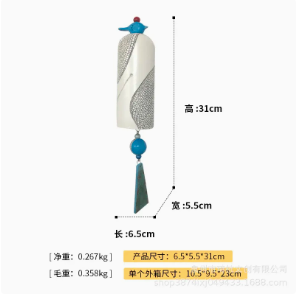 高:31cm
宽:5.5cm
长:6.5cm
[ 净重: 0.267kg ] 产品尺寸: 6.5*5.5*31cm
[ 毛重: 0.358kg ] 单个外箱尺寸: 10.5*9.5*23cm